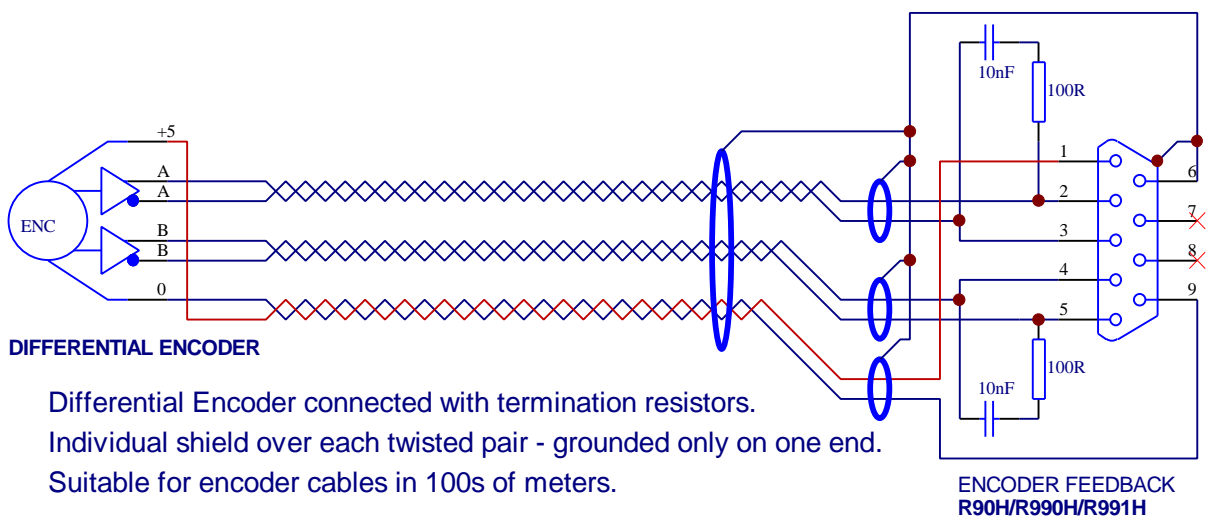 10nF
100R
+5
A
A
ENC
B
B
0
1
2
3
4
5
6
7
8
9
100R
10nF
DIFFERENTIAL ENCODER
Differential Encoder connected with termination resistors.
Individual shield over each twisted pair - grounded only on one end.
Suitable for encoder cables in 100s of meters.
ENCODER FEEDBACK
R90H/R990H/R991H